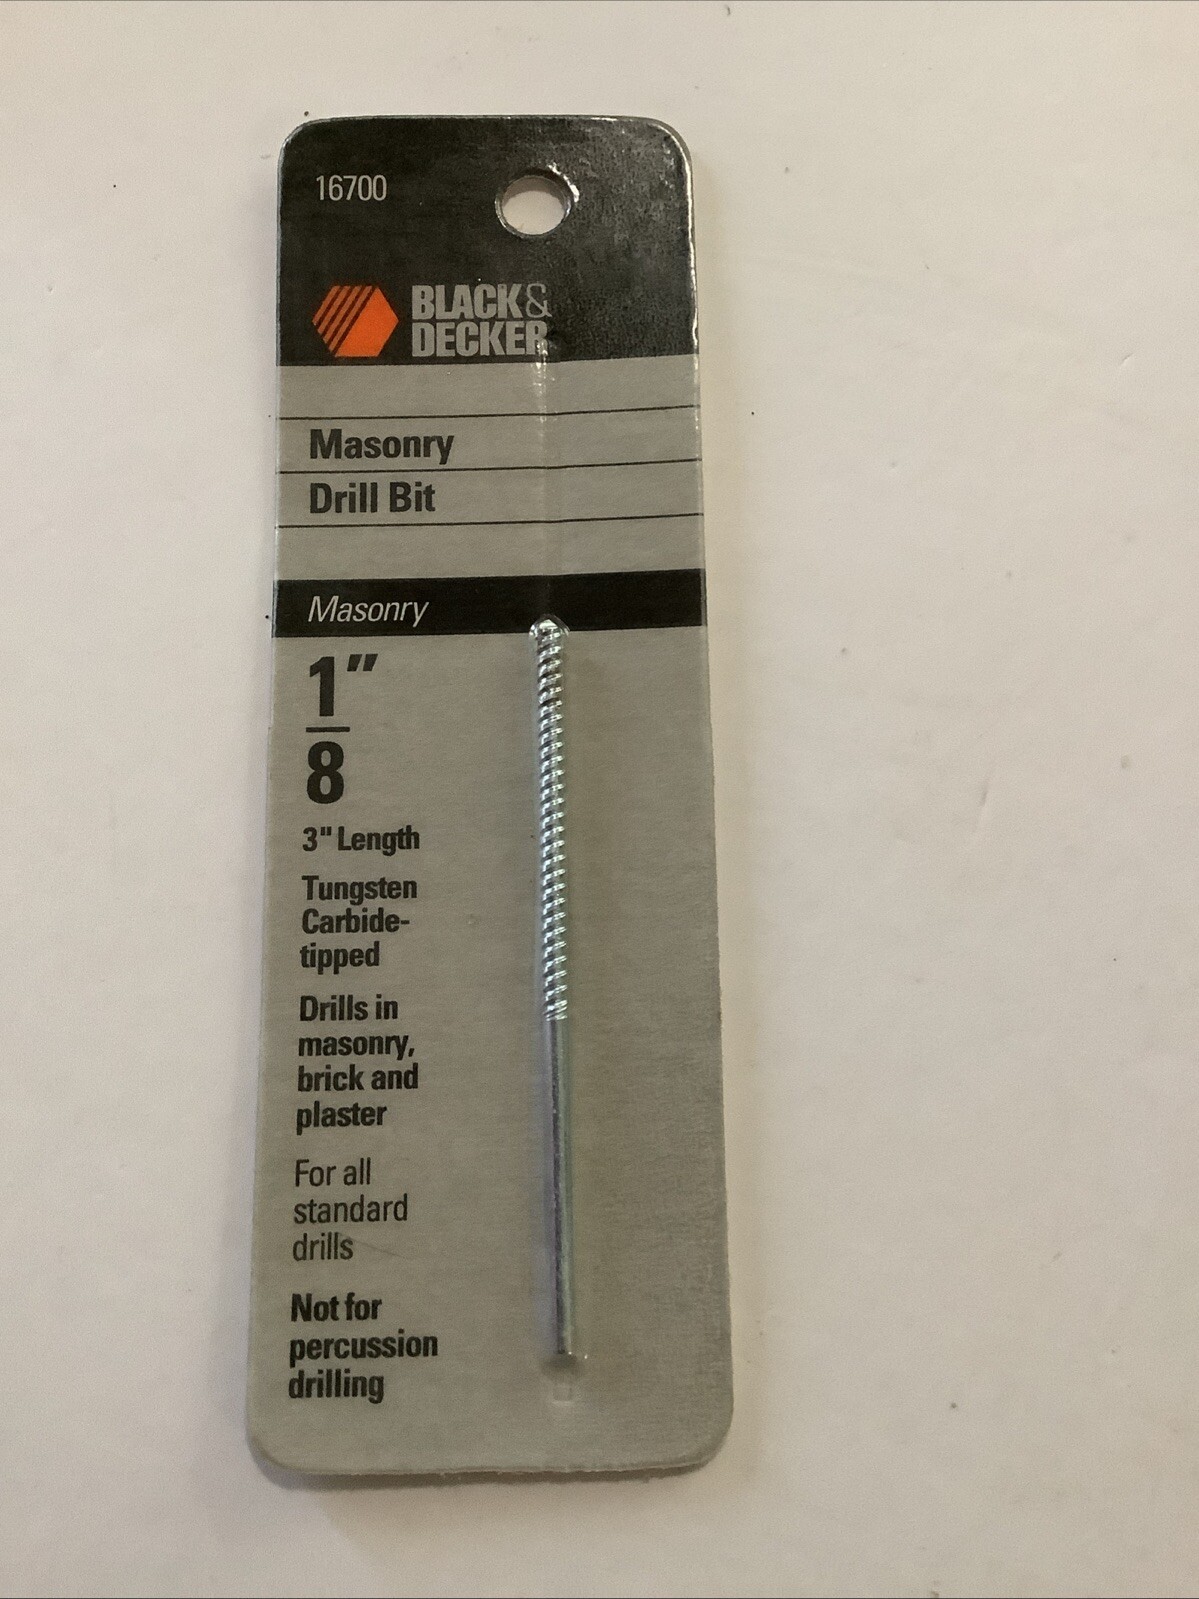 16700
BLACK&
DECKER
Masonry
Drill Bit
Masonry
1"
8
3" Length
Tungsten
Carbide-
tipped
Drills in
masonry,
brick and
plaster
For all
standard
drills
Not for
percussion
drilling